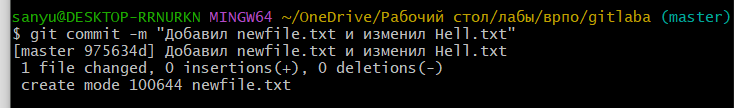 sanyu@DESKTOP-RRNURKN MINGW64 ~/OneDrive/Рабочий стол/лабы/врпо/gitlaba (master)
$ git commit -m "Добавил newfile.txt и изменил Hell.txt"
[master 975634d] Добавил newfile.txt и изменил Hell.txt
 1 file changed, 0 insertions(+), 0 deletions(-)
 create mode 100644 newfile.txt